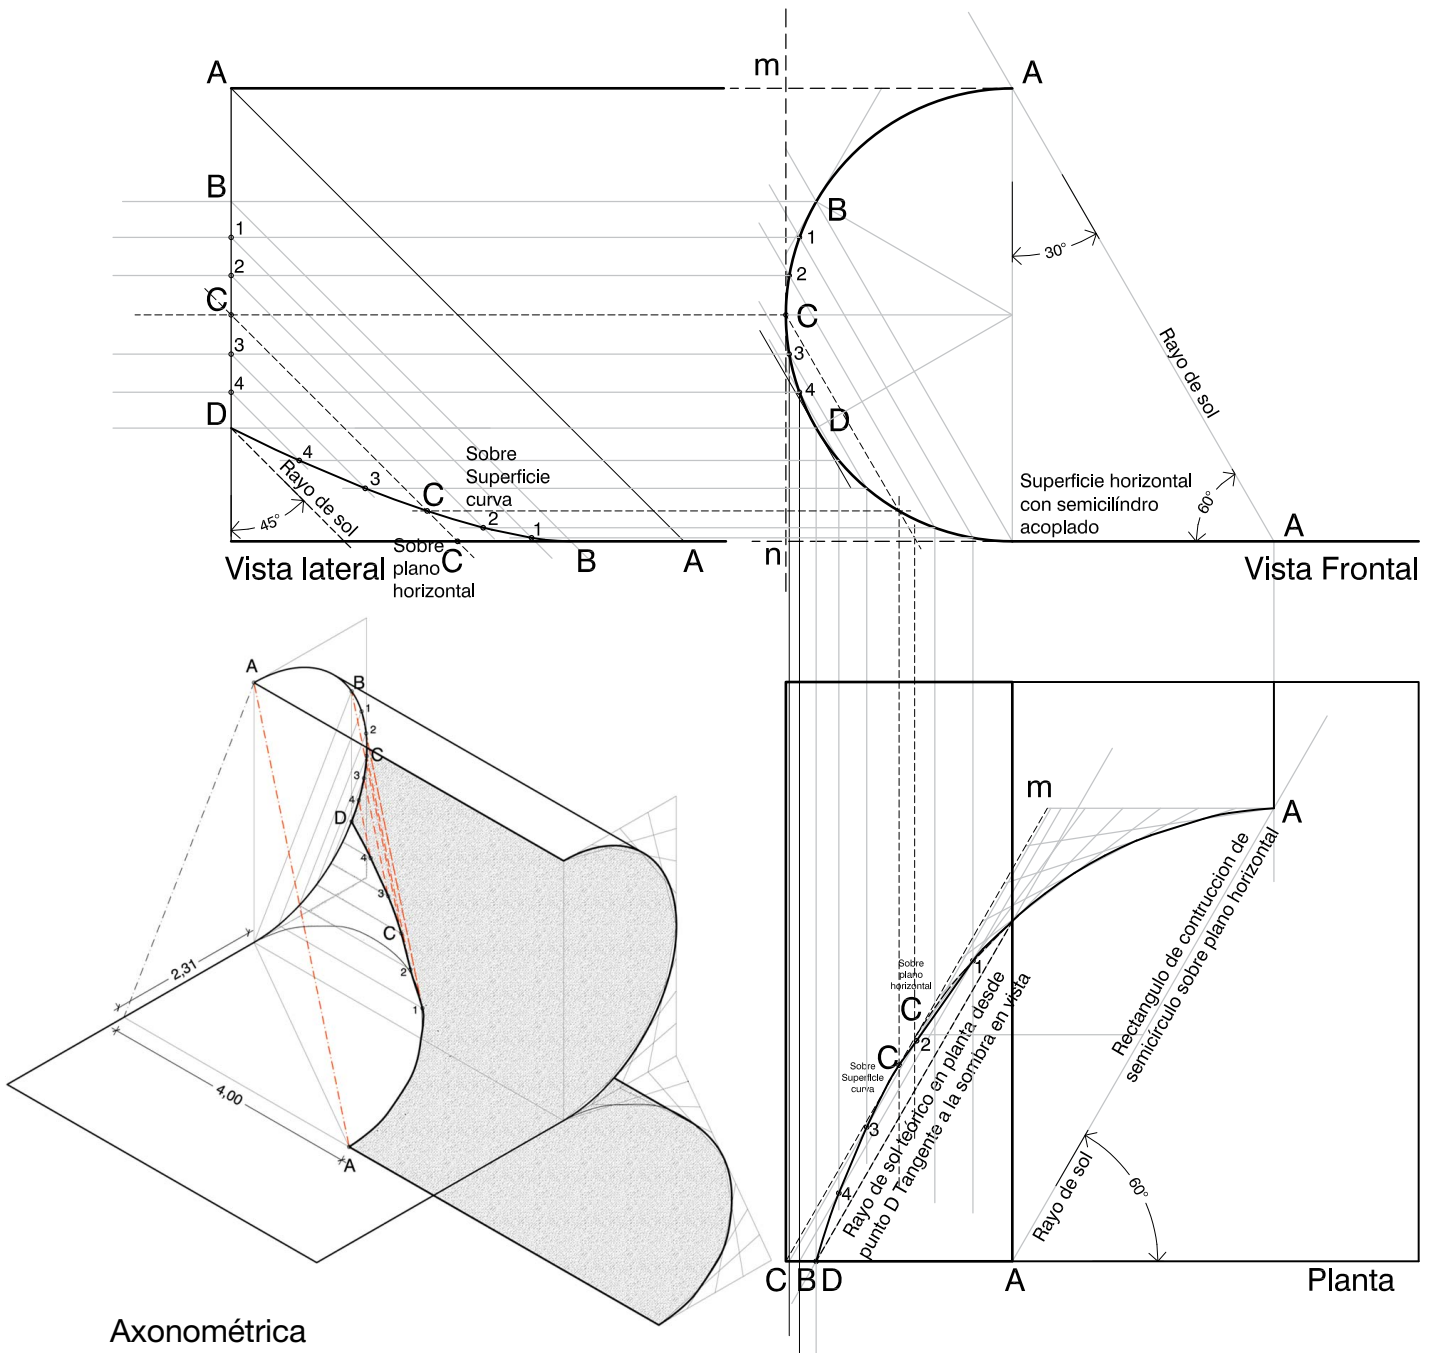 A
m
A
B
B
1
1
30°
2
2
C
C
3
3
Rayo de sol
4
4
D
D
4
Sobre
Superficie
curva
Rayo de sol
3
C
45°
2
1
Superficie horizontal
con semicilíndro
acoplado
60°
A
Sobre
plano
horizontal
C
B
A
n
Vista lateral
Vista Frontal
A
B
1
2
C
3
4
D
4
3
C
2
1
2,31
4,00
A
Axonométrica
m
A
Rectangulo de contruccion de
semicírculo sobre plano horizontal
1
Sobre
plano
horizontal
C
2
C
Sobre
Superficie
curva
3
4
Rayo de sol teórico en planta desde
punto D Tangente a la sombra en vista
Rayo de sol
60°
C
B
D
A
Planta